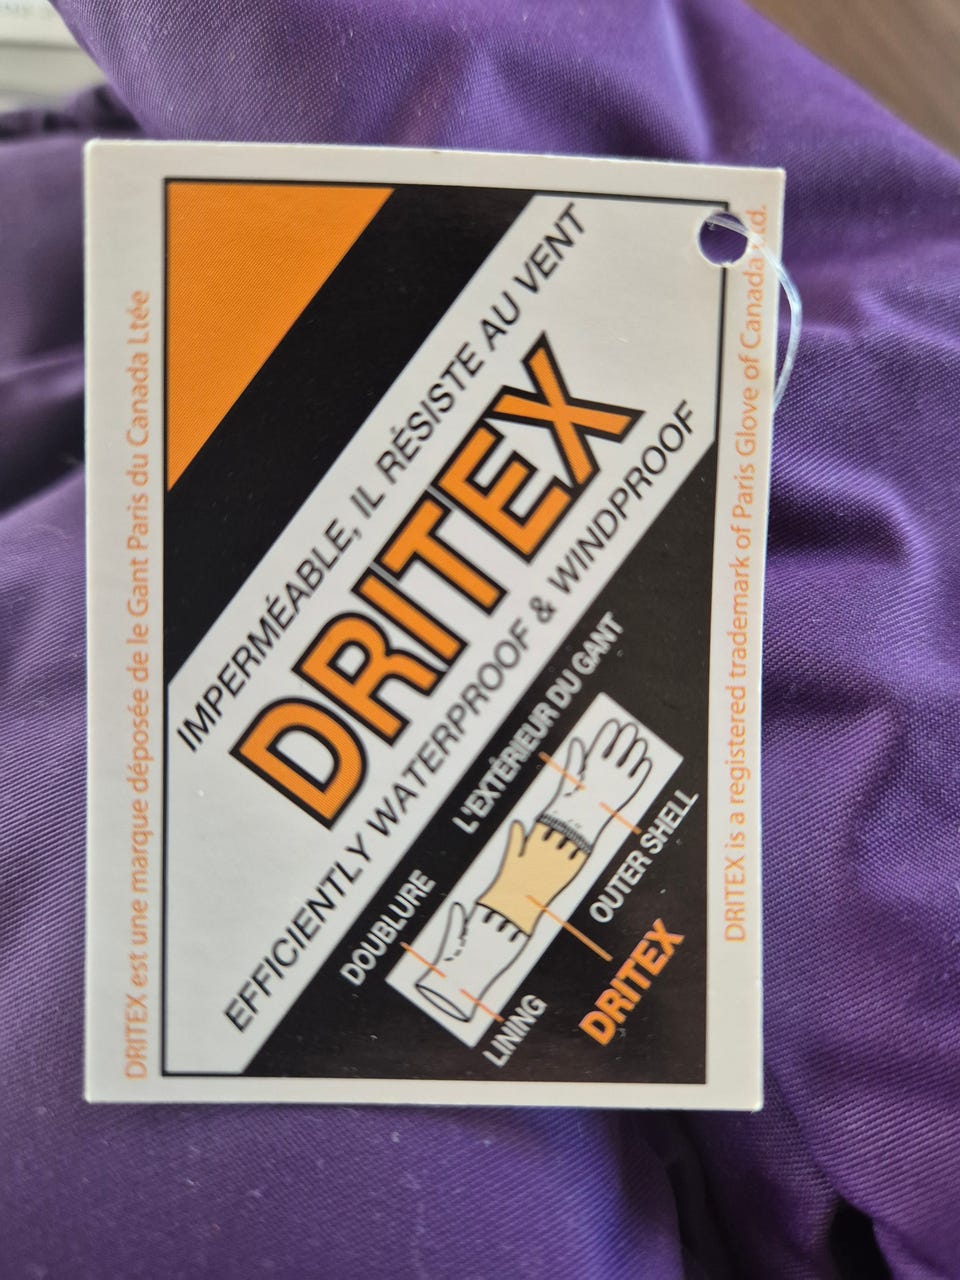 DRITEX est une marque déposée de le Gant Paris du Canada Ltée
IMPERMÉABLE, IL RÉSISTE AU VENT
DRITEX
EFFICIENTLY WATERPROOF & WINDPROOF
L'EXTÉRIEUR DU GANT
DOUBLURE
OUTER SHELL
LINING
DRITEX
DRITEX is a registered trademark of Paris Glove of Canada Ltd.